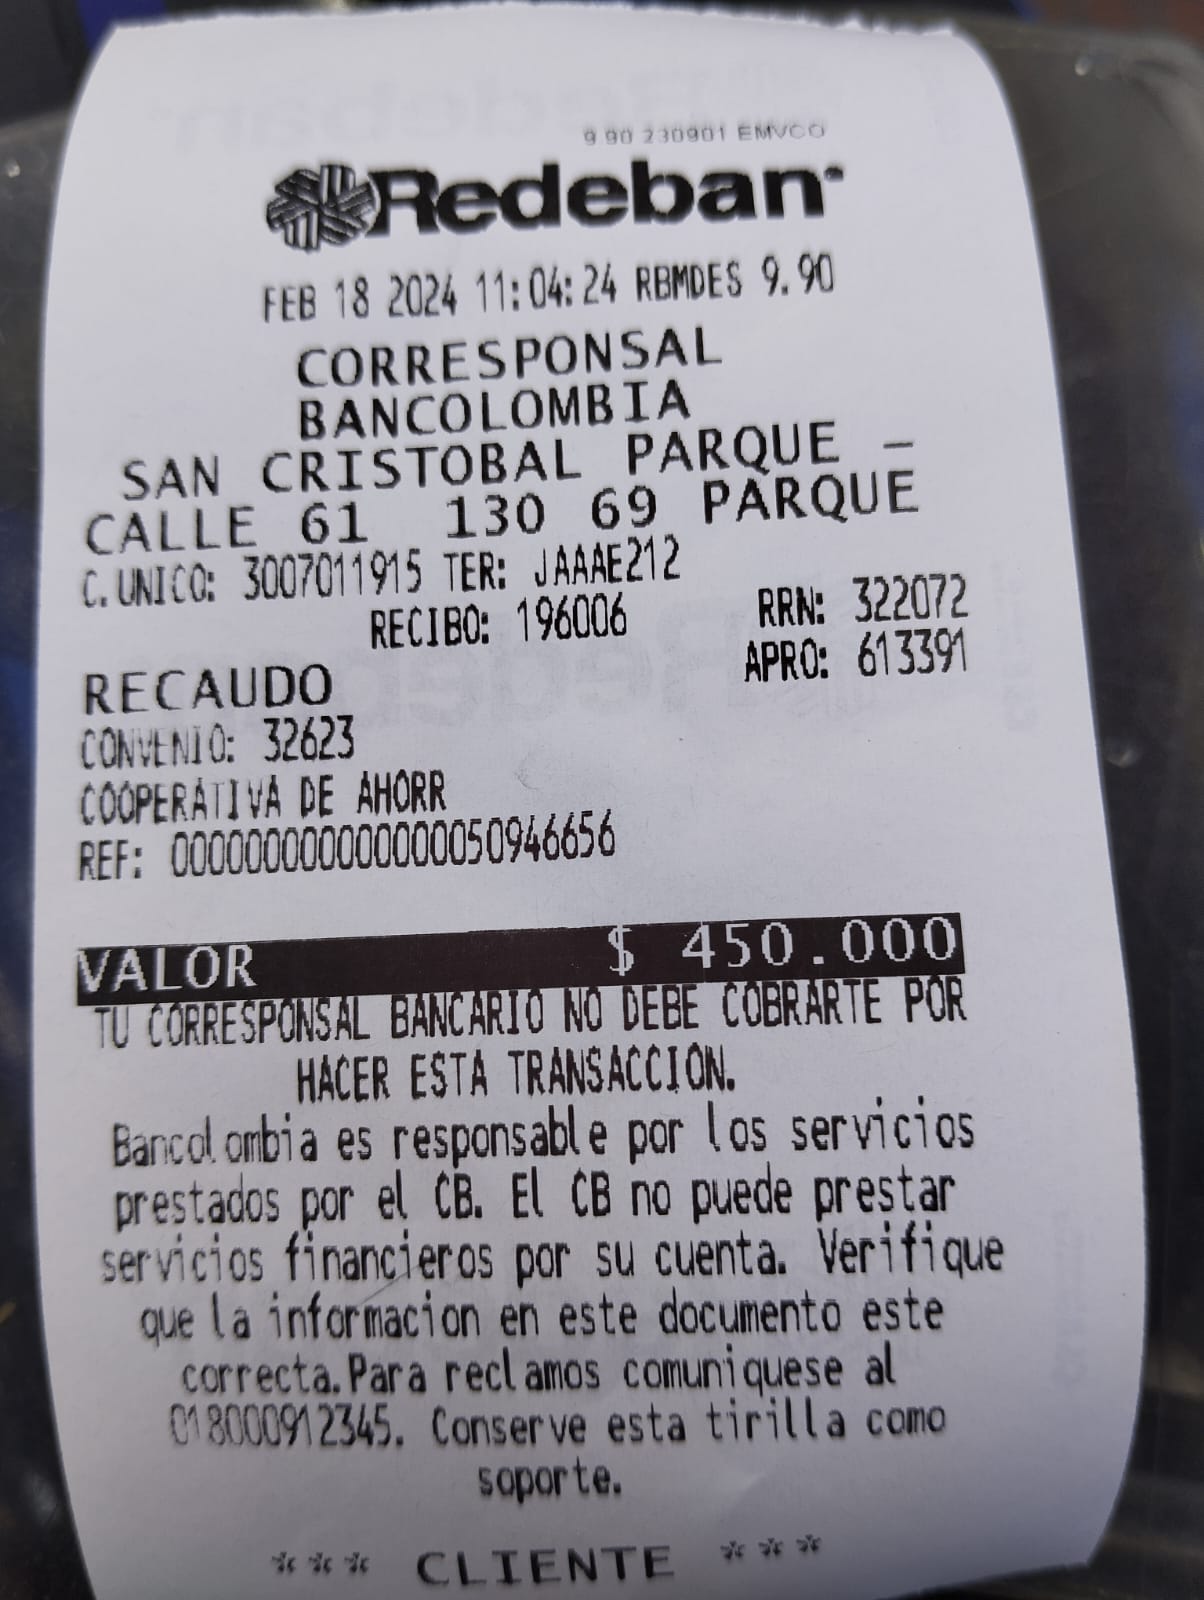 9.90 230901 EMVCO
Redeban
FEB 18 2024 11:04:24 RBMDES 9.90
CORRESPONSAL
BANCOLOMBIA
SAN CRISTOBAL PARQUE –
CALLE 61 130 69 PARQUE
C.UNICO: 3007011915 TER: JAAAE212
RECIBO: 196006 RRN: 322072
APRO: 613391
RECAUDO
CONVENIO: 32623
COOPERATIVA DE AHORR
REF: 0000000000000000050946656
VALOR $ 450.000
TU CORRESPONSAL BANCARIO NO DEBE COBRARTE POR
HACER ESTA TRANSACCION.
Bancolombia es responsable por los servicios
prestados por el CB. El CB no puede prestar
servicios financieros por su cuenta. Verifique
que la informacion en este documento este
correcta.Para reclamos comuniquese al
018000912345. Conserve esta tirilla como
soporte.
*** CLIENTE ***